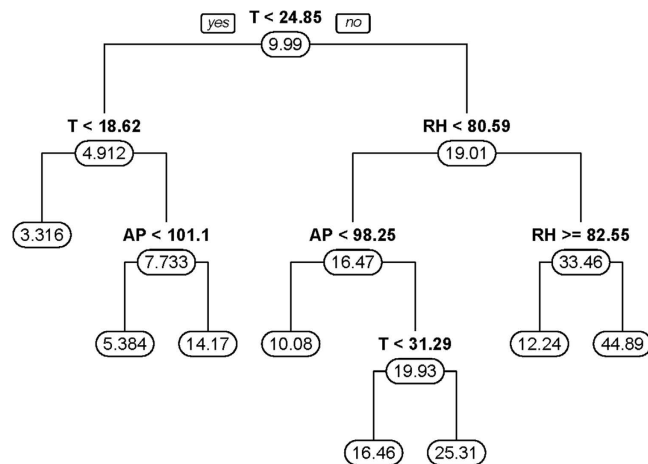 T < 24.85
yes no
9.99
T < 18.62 RH < 80.59
4.912 19.01
3.316 AP < 101.1 AP < 98.25 RH >= 82.55
7.733 16.47 33.46
5.384 14.17 10.08 T < 31.29 12.24 44.89
19.93
16.46 25.31